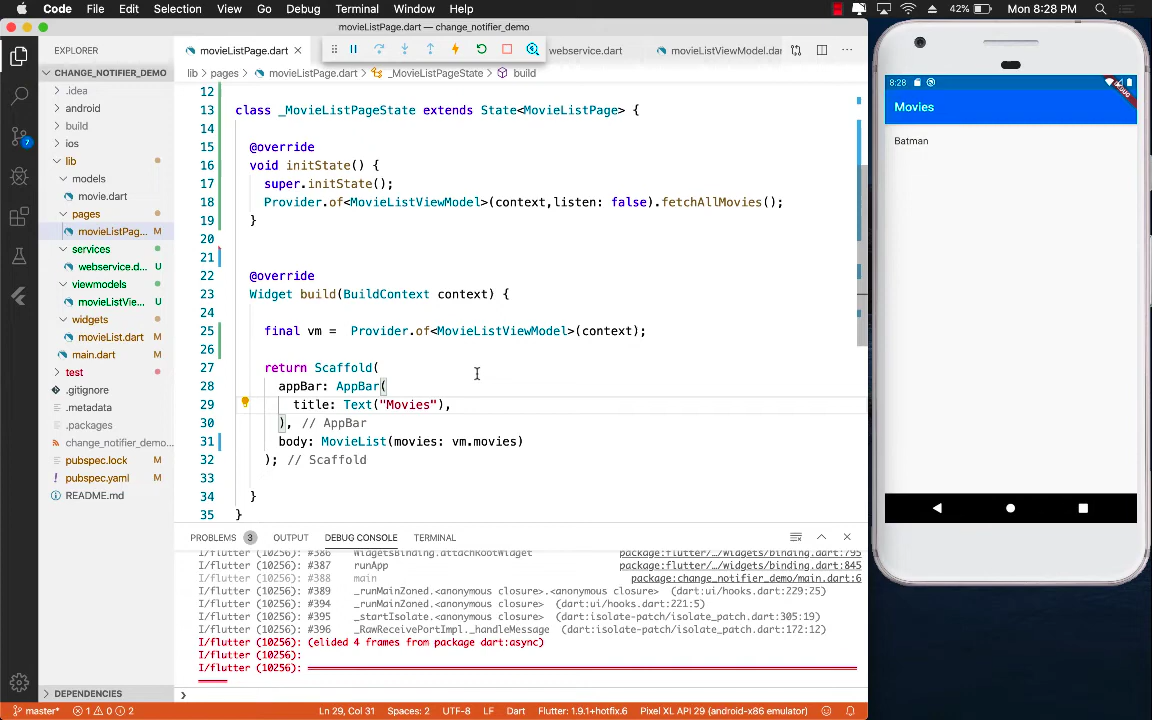 Code File Edit Selection View Go Debug Terminal Window Help 42% Mon 8:28 PM
movieListPage.dart — change_notifier_demo
EXPLORER
movieListPage.dart
webservice.dart
movieListViewModel.dar
lib › pages › movieListPage.dart › _MovieListPageState › build
CHANGE_NOTIFIER_DEMO
.idea
android
build
ios
lib
models
movie.dart
pages
movieListPag... M
services
webservice.d... U
viewmodels
movieListVie... U
widgets
movieList.dart M
main.dart M
test
.gitignore
.metadata
.packages
change_notifier_demo...
pubspec.lock M
pubspec.yaml M
README.md
DEPENDENCIES
7
12
13 class _MovieListPageState extends State<MovieListPage> {
14
15 @override
16 void initState() {
17 super.initState();
18 Provider.of<MovieListViewModel>(context,listen: false).fetchAllMovies();
19 }
20
21
22 @override
23 Widget build(BuildContext context) {
24
25 final vm = Provider.of<MovieListViewModel>(context);
26
27 return Scaffold(
28 appBar: AppBar(
29 title: Text("Movies"),
30 ), // AppBar
31 body: MovieList(movies: vm.movies)
32 ); // Scaffold
33
34 }
35 }
PROBLEMS 3 OUTPUT DEBUG CONSOLE TERMINAL
I/flutter (10256): #386 WidgetsBinding.attachRootWidget package:flutter/…/widgets/binding.dart:795
I/flutter (10256): #387 runApp package:flutter/…/widgets/binding.dart:845
I/flutter (10256): #388 main package:change_notifier_demo/main.dart:6
I/flutter (10256): #389 _runMainZoned.<anonymous closure>.<anonymous closure> (dart:ui/hooks.dart:229:25)
I/flutter (10256): #394 _runMainZoned.<anonymous closure> (dart:ui/hooks.dart:221:5)
I/flutter (10256): #395 _startIsolate.<anonymous closure> (dart:isolate-patch/isolate_patch.dart:305:19)
I/flutter (10256): #396 _RawReceivePortImpl._handleMessage (dart:isolate-patch/isolate_patch.dart:172:12)
I/flutter (10256): (elided 4 frames from package dart:async)
I/flutter (10256):
I/flutter (10256):
master* 1 0 2 Ln 29, Col 31 Spaces: 2 UTF-8 LF Dart Flutter: 1.9.1+hotfix.6 Pixel XL API 29 (android-x86 emulator)
8:28
DEBUG
Movies
Batman